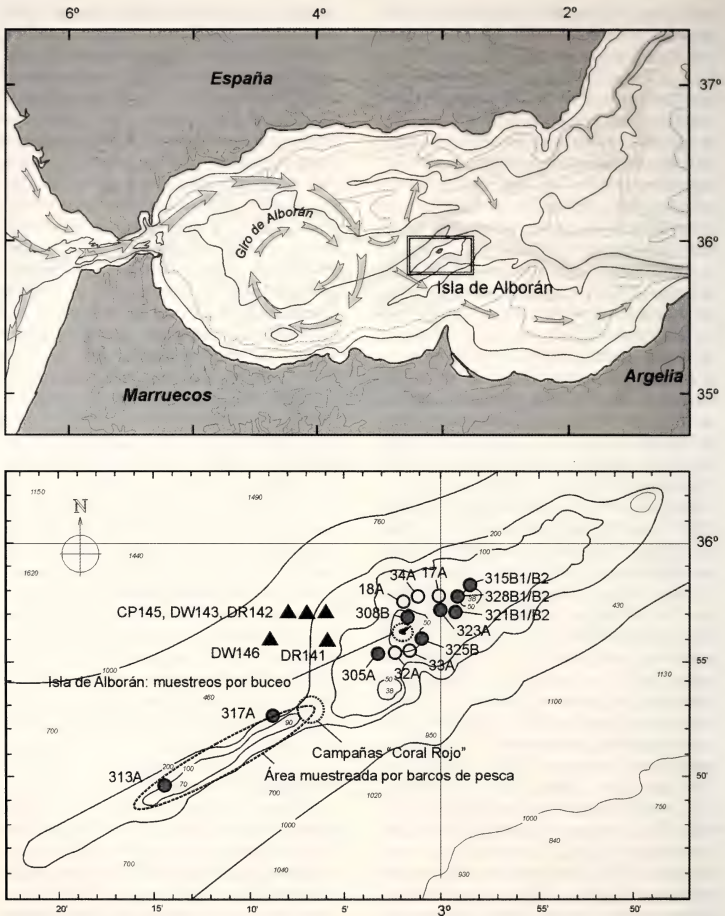 6º 4º 2º
España
37º
Giro de Alborán
36º
Isla de Alborán
Argelia
Marruecos
35º
1150
1490
N
760
200
36º
1440
100
1620
34A 17A
315B1/B2
18A
328B1/B2
38
50
CP145, DW143, DR142
308B
321B1/B2
430
50
323A
DW146
DR141
325B
1130
33A
55'
Isla de Alborán: muestreos por buceo
305A
32A
1000
50
38
1100
460
700
317A
90
850
Campañas "Coral Rojo"
200
100
Área muestreada por barcos de pesca
313A
70
700
1020
50'
750
1000
1000
840
700
1040
930
20' 15' 10' 5' 3º 55' 50'